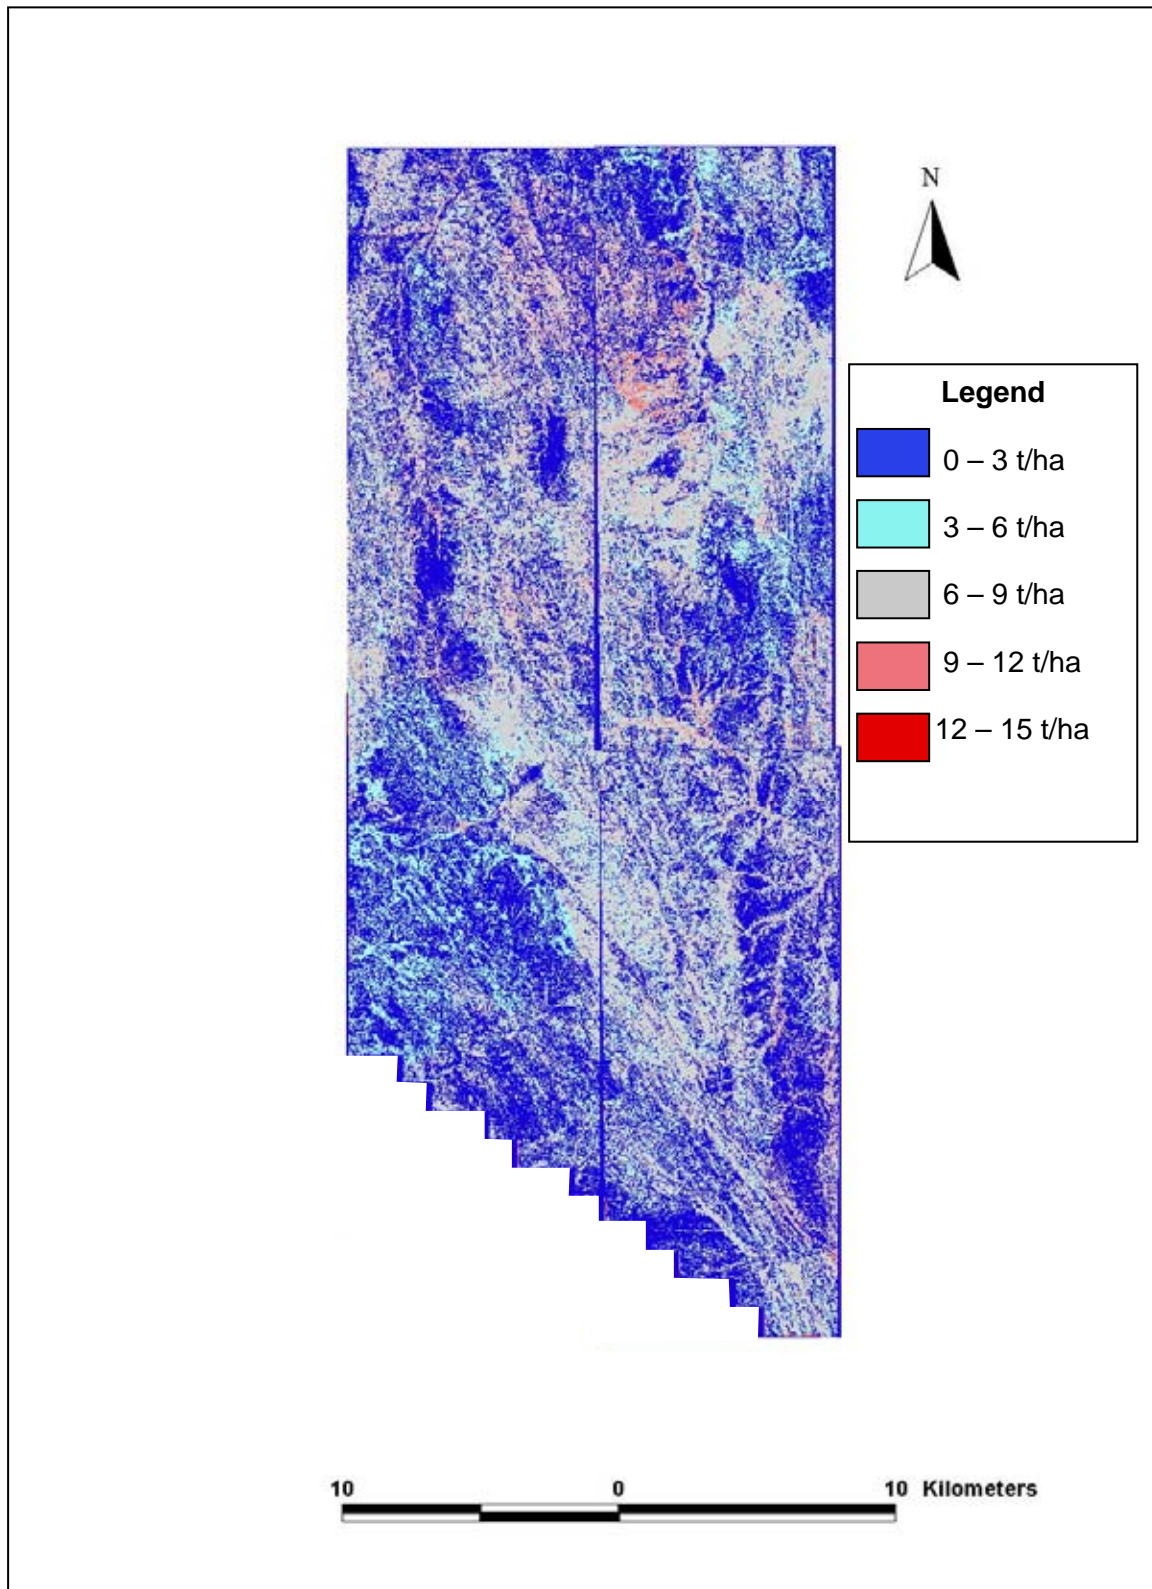 N
Legend
0 – 3 t/ha
3 – 6 t/ha
6 – 9 t/ha
9 – 12 t/ha
12 – 15 t/ha
10 0 10 Kilometers